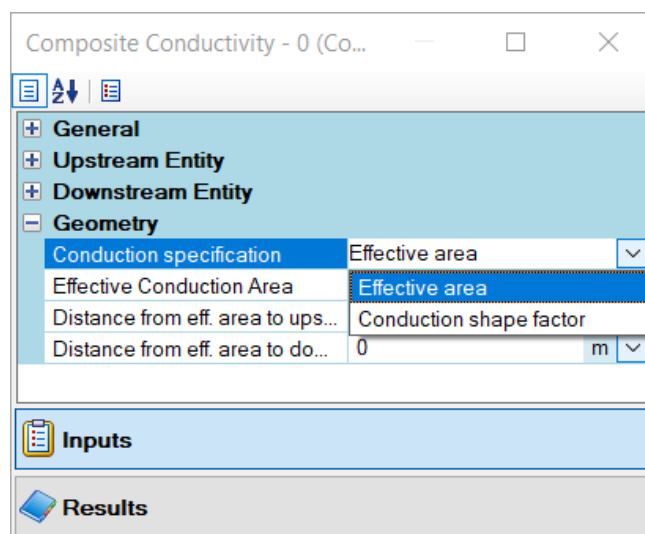 Composite Conductivity - 0 (Co...
General
Upstream Entity
Downstream Entity
Geometry
Conduction specification Effective area
Effective Conduction Area Effective area
Distance from eff. area to ups... Conduction shape factor
Distance from eff. area to do... 0 m
Inputs
Results